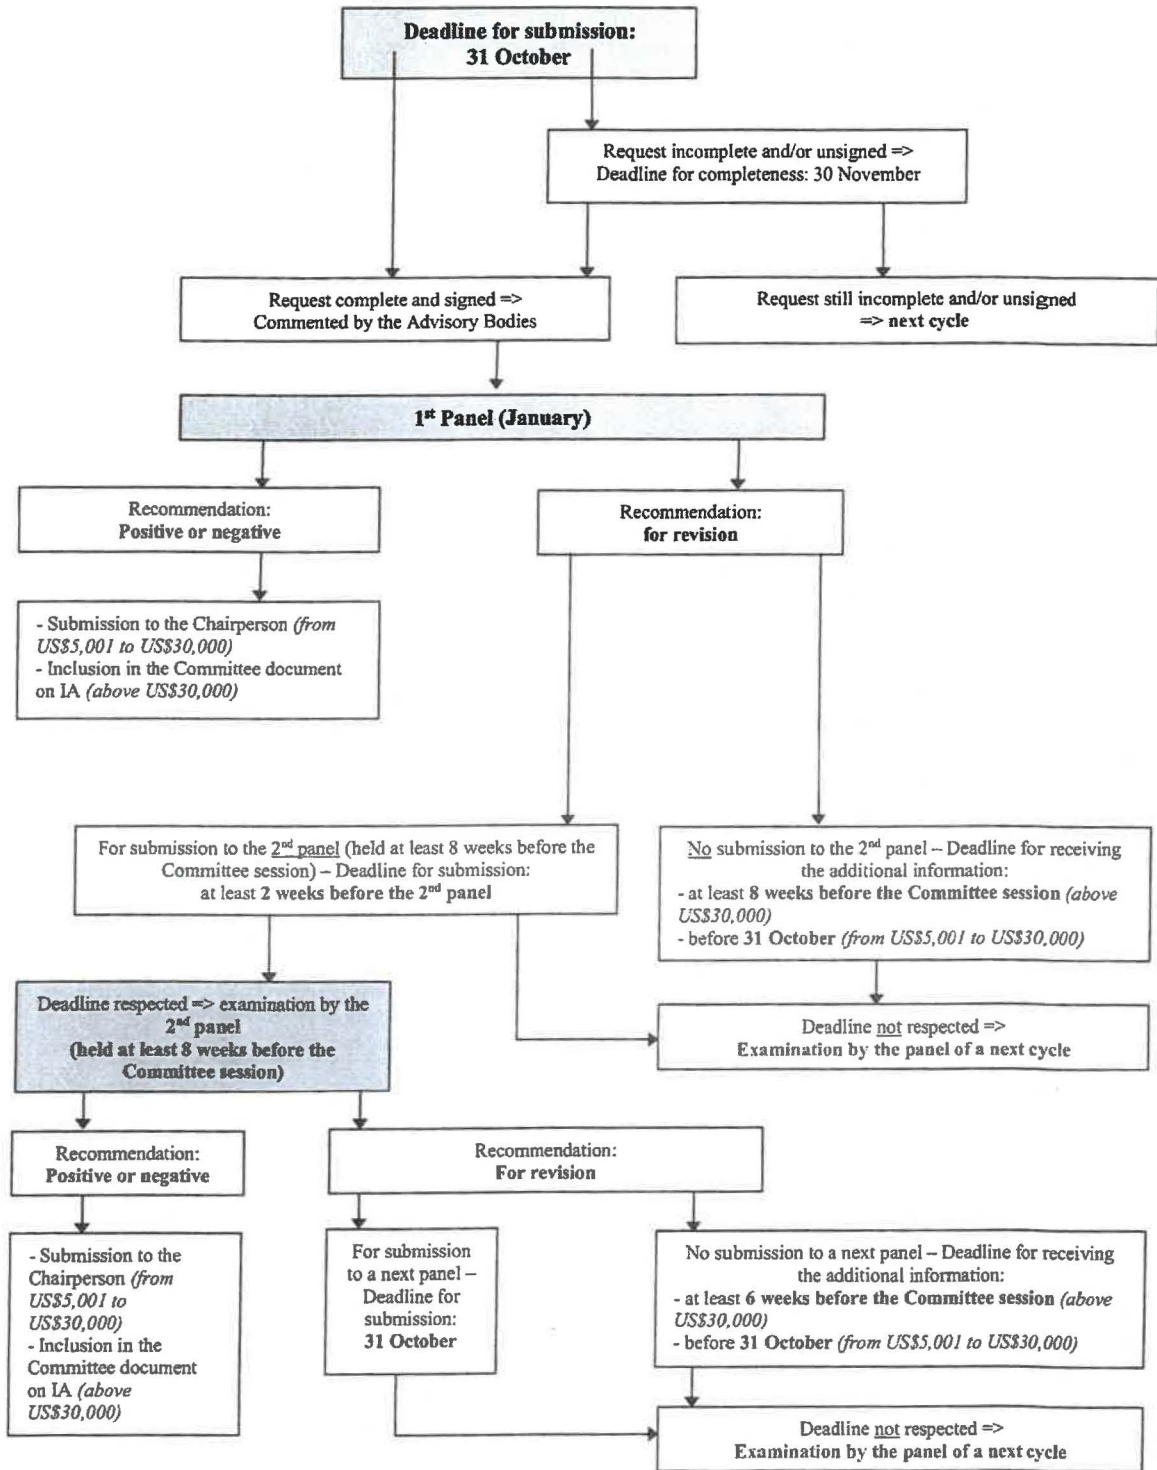 Deadline for submission:
31 October
Request incomplete and/or unsigned =>
Deadline for completeness: 30 November
Request complete and signed =>
Commented by the Advisory Bodies
Request still incomplete and/or unsigned
=> next cycle
1st Panel (January)
Recommendation:
Positive or negative
Recommendation:
for revision
- Submission to the Chairperson (from
US$5,001 to US$30,000)
- Inclusion in the Committee document
on IA (above US$30,000)
For submission to the 2nd panel (held at least 8 weeks before the
Committee session) – Deadline for submission:
at least 2 weeks before the 2nd panel
No submission to the 2nd panel – Deadline for receiving
the additional information:
- at least 8 weeks before the Committee session (above
US$30,000)
- before 31 October (from US$5,001 to US$30,000)
Deadline respected => examination by the
2nd panel
(held at least 8 weeks before the
Committee session)
Deadline not respected =>
Examination by the panel of a next cycle
Recommendation:
Positive or negative
Recommendation:
For revision
- Submission to the
Chairperson (from
US$5,001 to
US$30,000)
- Inclusion in the
Committee document
on IA (above
US$30,000)
For submission
to a next panel –
Deadline for
submission:
31 October
No submission to a next panel – Deadline for receiving
the additional information:
- at least 6 weeks before the Committee session (above
US$30,000)
- before 31 October (from US$5,001 to US$30,000)
Deadline not respected =>
Examination by the panel of a next cycle